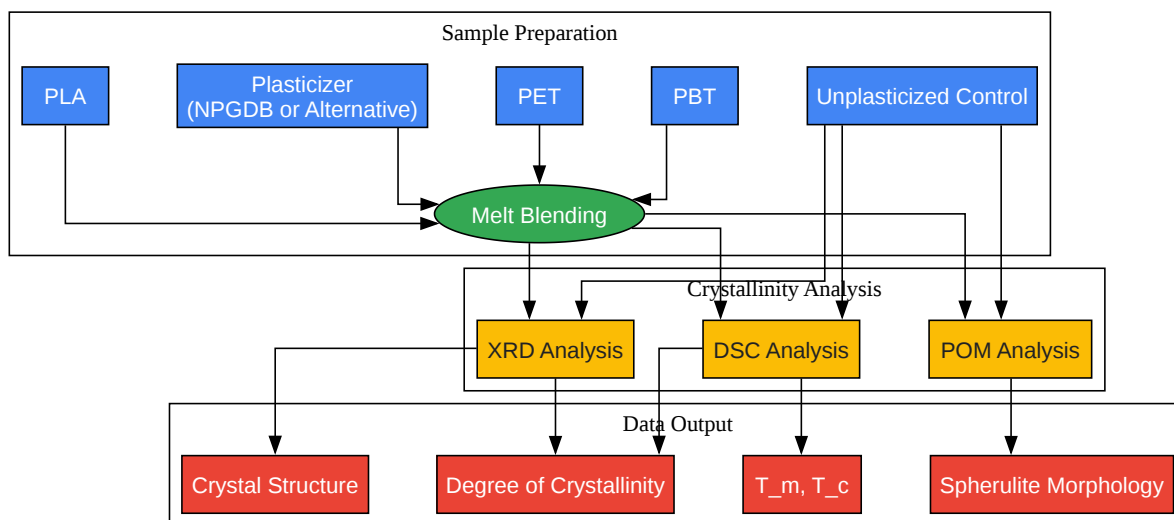 Sample Preparation
PLA
Plasticizer
(NPGDB or Alternative)
PET
PBT
Unplasticized Control
Melt Blending
Crystallinity Analysis
XRD Analysis
DSC Analysis
POM Analysis
Data Output
Crystal Structure
Degree of Crystallinity
T_m, T_c
Spherulite Morphology